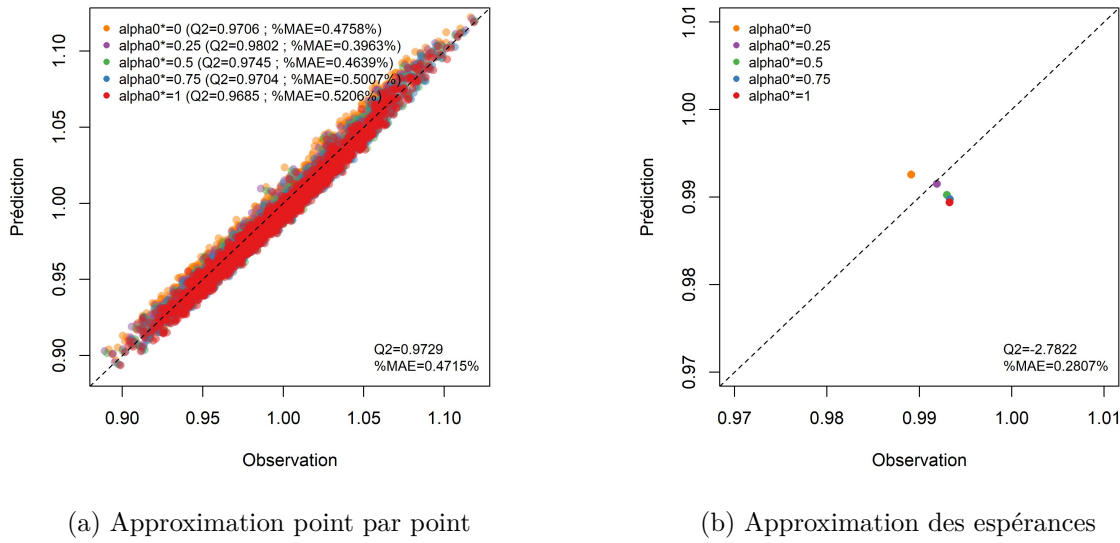 alpha0*=0 (Q2=0.9706 ; %MAE=0.4758%)
alpha0*=0.25 (Q2=0.9802 ; %MAE=0.3963%)
alpha0*=0.5 (Q2=0.9745 ; %MAE=0.4639%)
alpha0*=0.75 (Q2=0.9704 ; %MAE=0.5007%)
alpha0*=1 (Q2=0.9685 ; %MAE=0.5206%)
1.10
1.05
1.00
0.95
0.90
Prédiction
Q2=0.9729
%MAE=0.4715%
0.90 0.95 1.00 1.05 1.10
Observation
(a) Approximation point par point
alpha0*=0
alpha0*=0.25
alpha0*=0.5
alpha0*=0.75
alpha0*=1
1.01
1.00
0.99
0.98
0.97
Prédiction
Q2=-2.7822
%MAE=0.2807%
0.97 0.98 0.99 1.00 1.01
Observation
(b) Approximation des espérances